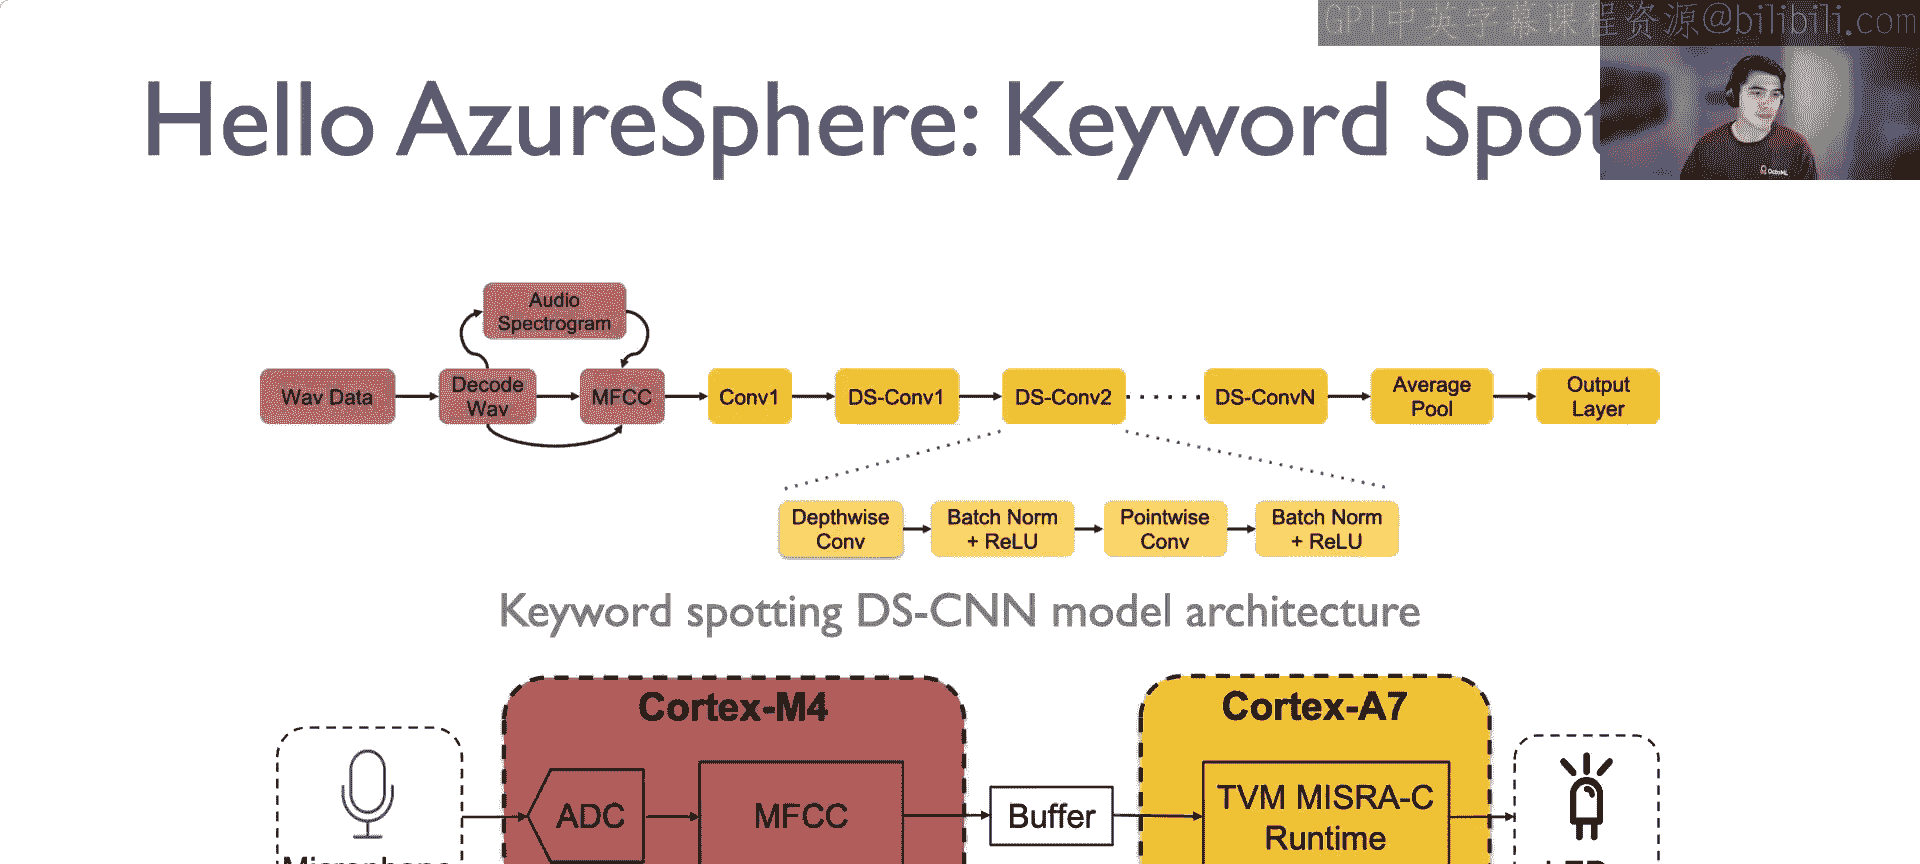 GPT中英字幕课程资源@bilibili.com
Hello AzureSphere: Keyword Spot
Audio
Spectrogram
Wav Data
Decode
Wav
MFCC
Conv1
DS-Conv1
DS-Conv2
DS-ConvN
Average
Pool
Output
Layer
Depthwise
Conv
Batch Norm
+ ReLU
Pointwise
Conv
Batch Norm
+ ReLU
Keyword spotting DS-CNN model architecture
Cortex-M4
Cortex-A7
ADC
MFCC
Buffer
TVM MISRA-C
Runtime
Microphone
LED